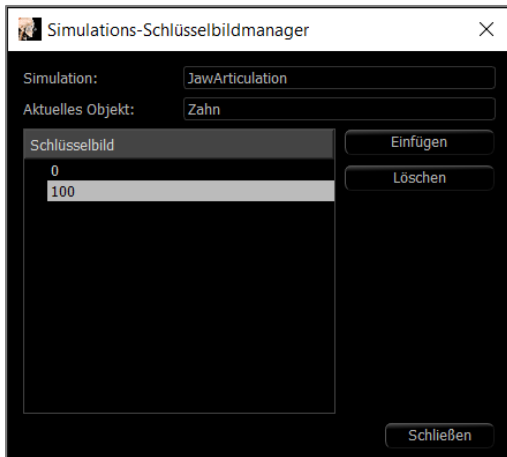 Simulations-Schlüsselbildmanager
Simulation: JawArticulation
Aktuelles Objekt: Zahn
Schlüsselbild
0
100
Einfügen
Löschen
Schließen